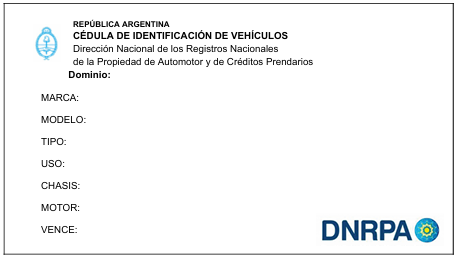 REPÚBLICA ARGENTINA
CÉDULA DE IDENTIFICACIÓN DE VEHÍCULOS
Dirección Nacional de los Registros Nacionales
de la Propiedad de Automotor y de Créditos Prendarios
Dominio:
MARCA:
MODELO:
TIPO:
USO:
CHASIS:
MOTOR:
VENCE:
DNRPA